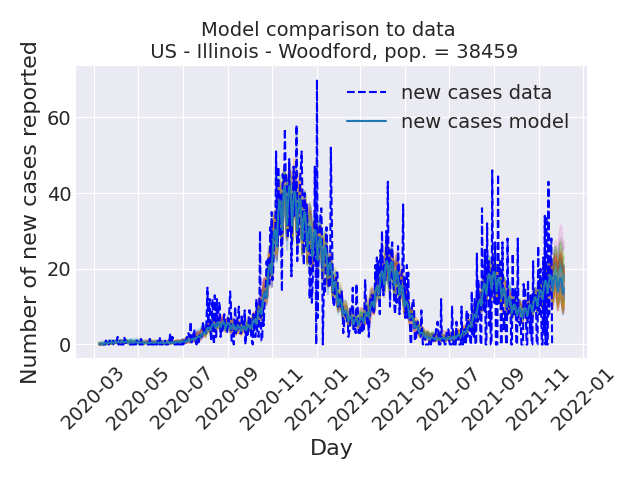 Model comparison to data
US - Illinois - Woodford, pop. = 38459
Number of new cases reported
60
40
20
0
new cases data
new cases model
2020-03
2020-05
2020-07
2020-09
2020-11
2021-01
2021-03
2021-05
2021-07
2021-09
2021-11
2022-01
Day